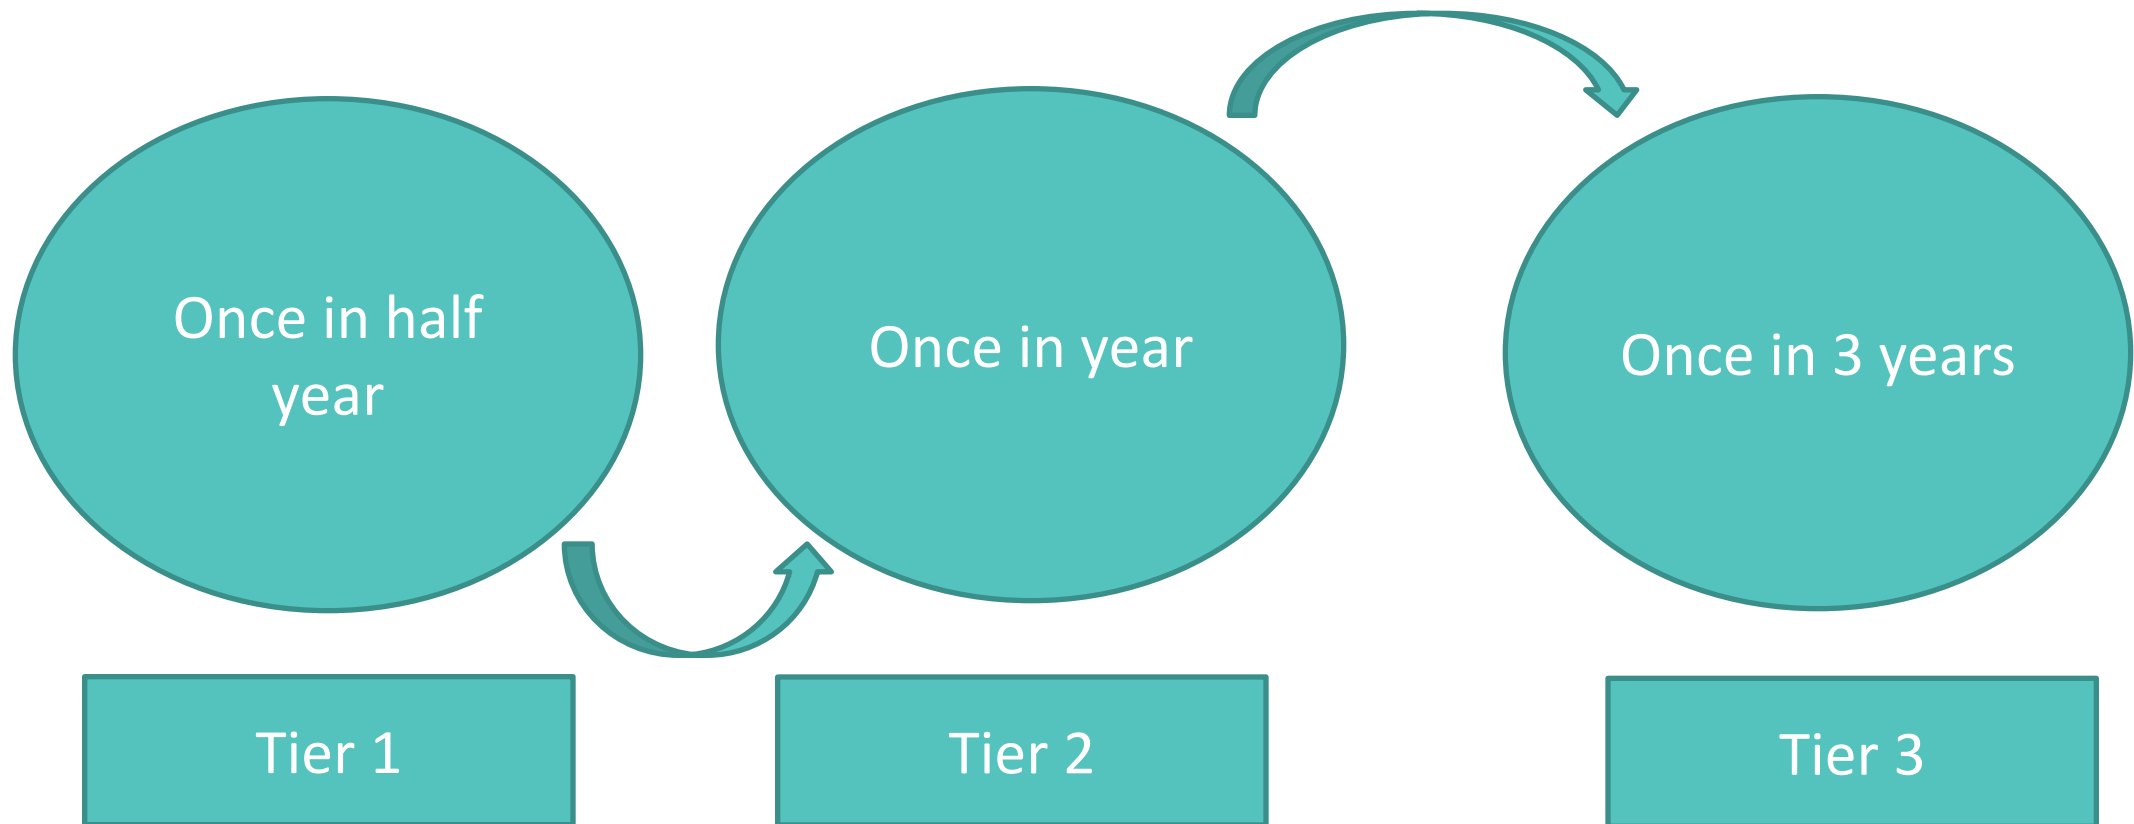 Once in half
year
Once in year
Once in 3 years
Tier 1
Tier 2
Tier 3